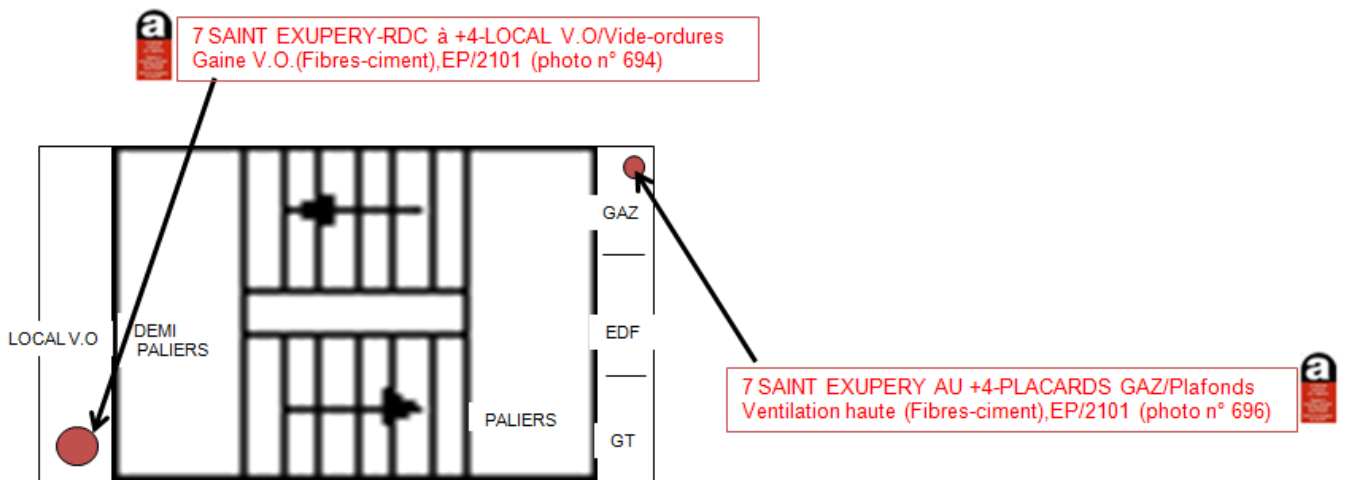 a
7 SAINT EXUPERY-RDC à +4-LOCAL V.O/Vide-ordures
Gaine V.O.(Fibres-ciment),EP/2101 (photo n° 694)
GAZ
LOCAL V.O
DEMI
PALIERS
EDF
PALIERS
GT
7 SAINT EXUPERY AU +4-PLACARDS GAZ/Plafonds
Ventilation haute (Fibres-ciment),EP/2101 (photo n° 696)
a